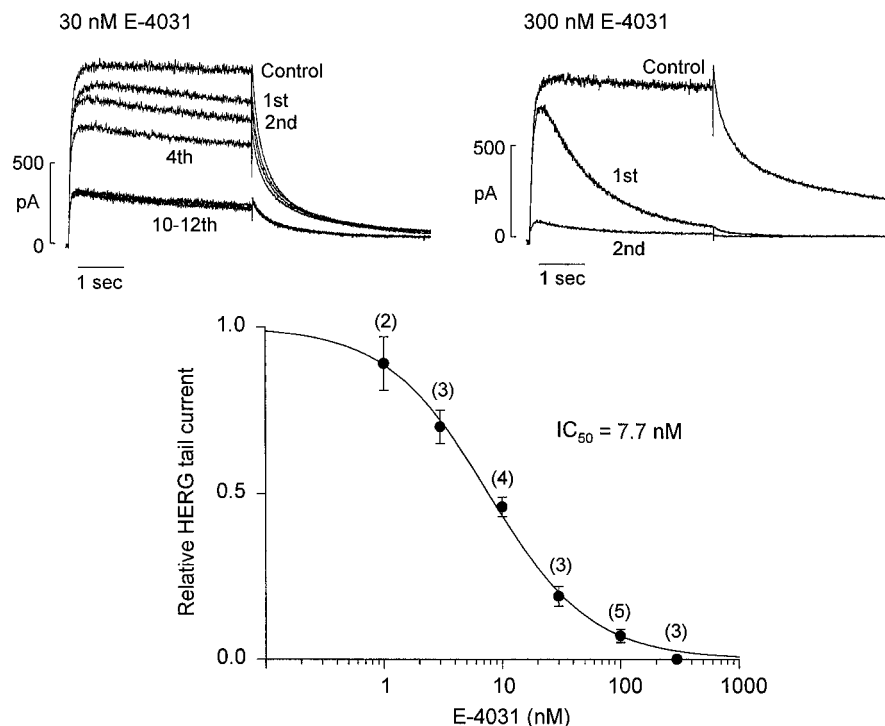 30 nM E-4031
300 nM E-4031
Control
1st
2nd
4th
10-12th
500
pA
0
1 sec
Control
1st
2nd
500
pA
0
1 sec
Relative HERG tail current
1.0
0.5
0.0
(2)
(3)
(4)
(3)
(5)
(3)
IC50 = 7.7 nM
1
10
100
1000
E-4031 (nM)